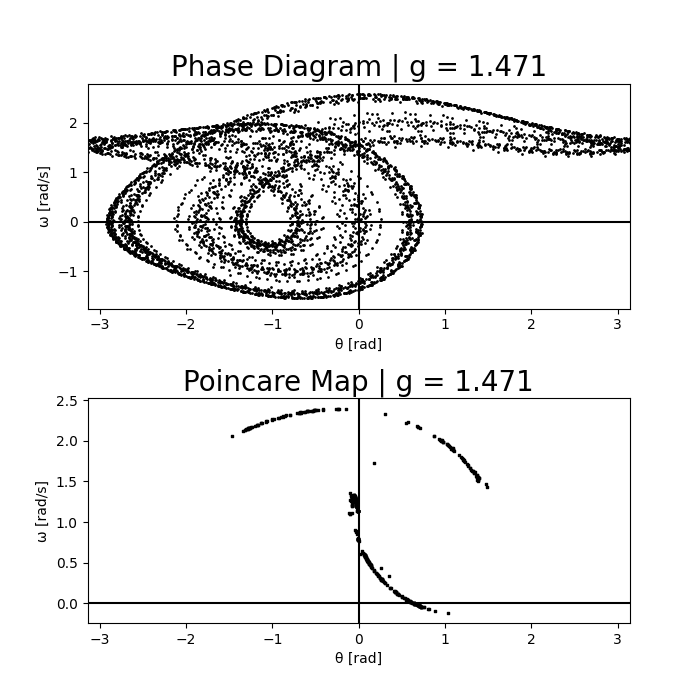 Phase Diagram | g = 1.471
2
1
0
−1
ω [rad/s]
−3 −2 −1 0 1 2 3
θ [rad]
Poincare Map | g = 1.471
2.5
2.0
1.5
1.0
0.5
0.0
ω [rad/s]
−3 −2 −1 0 1 2 3
θ [rad]